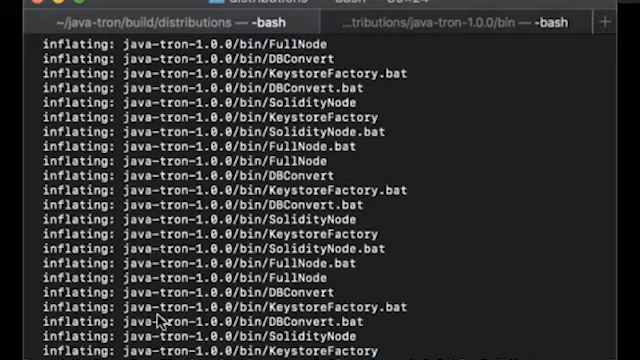 ~/java-tron/build/distributions — -bash
...tributions/java-tron-1.0.0/bin — -bash
inflating: java-tron-1.0.0/bin/FullNode
inflating: java-tron-1.0.0/bin/DBConvert
inflating: java-tron-1.0.0/bin/KeystoreFactory.bat
inflating: java-tron-1.0.0/bin/DBConvert.bat
inflating: java-tron-1.0.0/bin/SolidityNode
inflating: java-tron-1.0.0/bin/KeystoreFactory
inflating: java-tron-1.0.0/bin/SolidityNode.bat
inflating: java-tron-1.0.0/bin/FullNode.bat
inflating: java-tron-1.0.0/bin/FullNode
inflating: java-tron-1.0.0/bin/DBConvert
inflating: java-tron-1.0.0/bin/KeystoreFactory.bat
inflating: java-tron-1.0.0/bin/DBConvert.bat
inflating: java-tron-1.0.0/bin/SolidityNode
inflating: java-tron-1.0.0/bin/KeystoreFactory
inflating: java-tron-1.0.0/bin/SolidityNode.bat
inflating: java-tron-1.0.0/bin/FullNode.bat
inflating: java-tron-1.0.0/bin/FullNode
inflating: java-tron-1.0.0/bin/DBConvert
inflating: java-tron-1.0.0/bin/KeystoreFactory.bat
inflating: java-tron-1.0.0/bin/DBConvert.bat
inflating: java-tron-1.0.0/bin/SolidityNode
inflating: java-tron-1.0.0/bin/KeystoreFactory